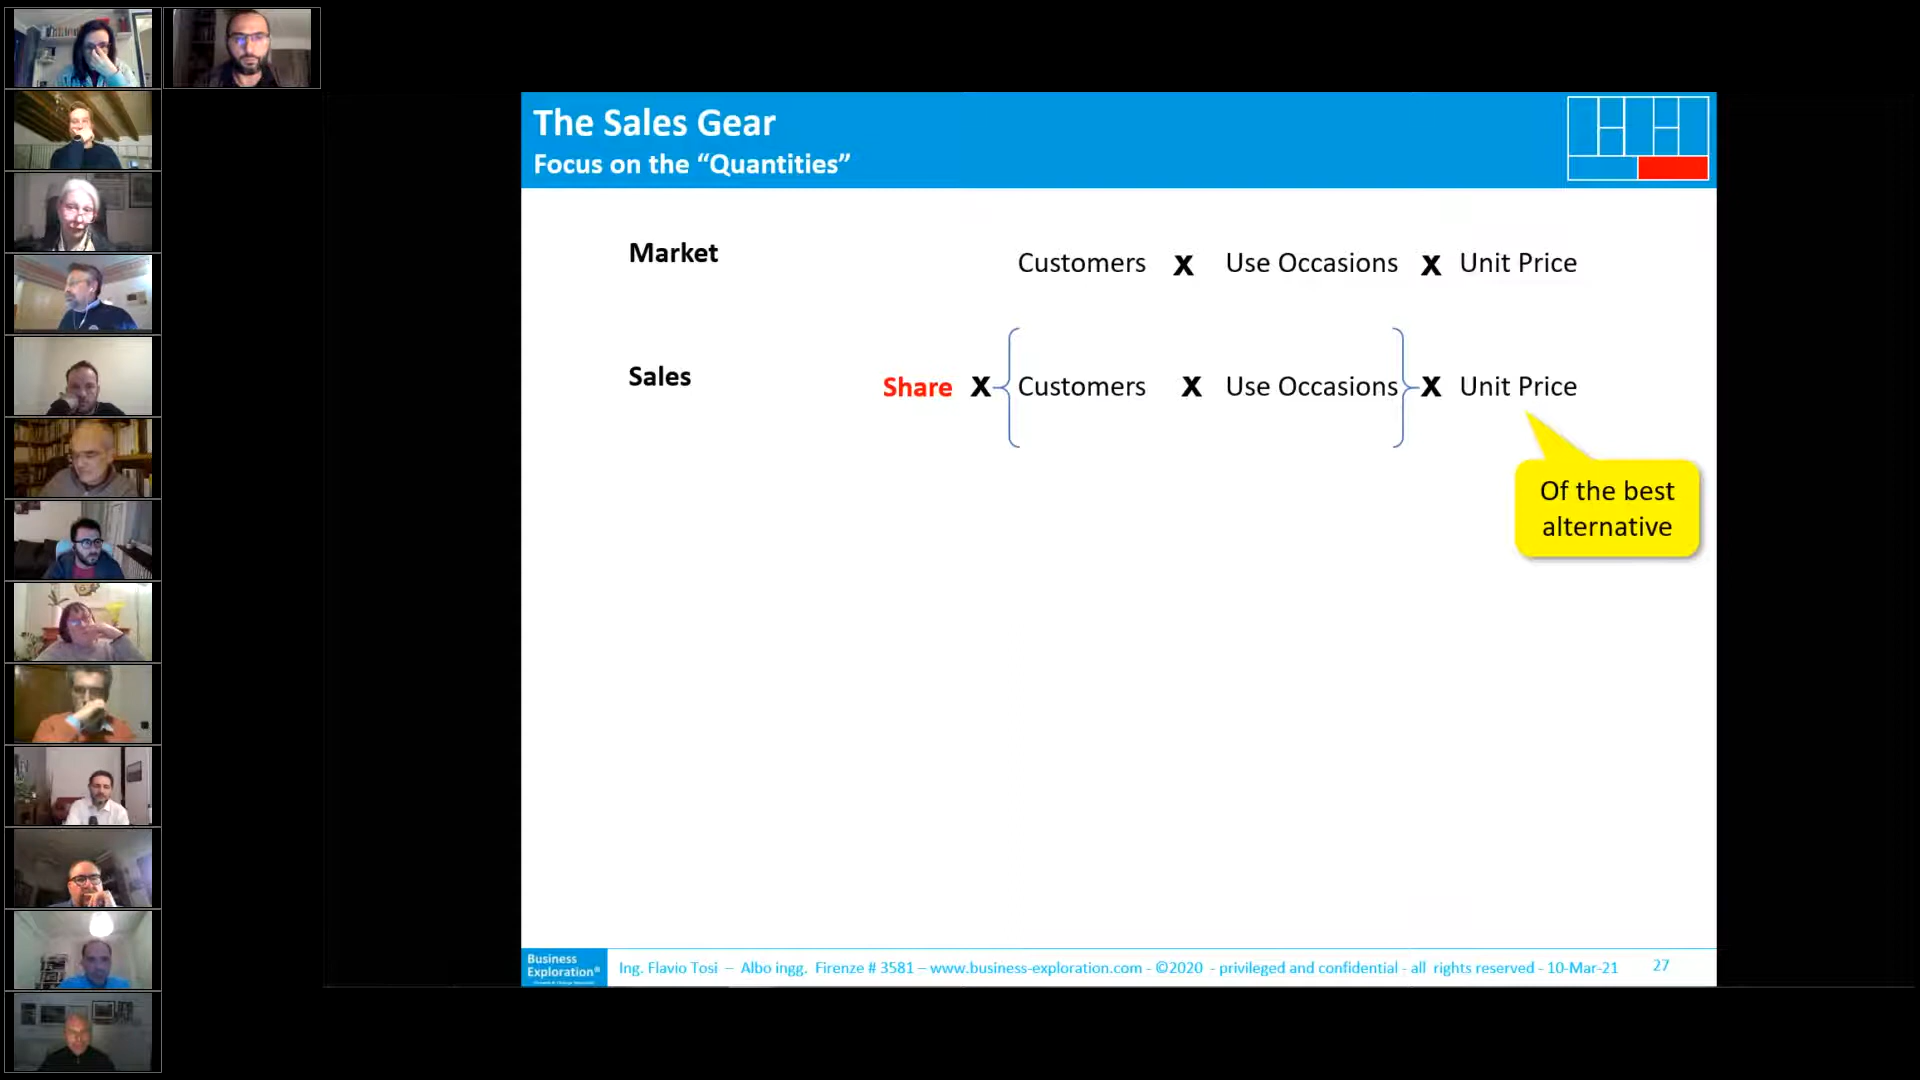 The Sales Gear
Focus on the “Quantities”
Market
Customers x Use Occasions x Unit Price
Sales
Share x Customers x Use Occasions x Unit Price
Of the best
alternative
Business
Exploration®
Ing. Flavio Tosi – Albo ingg. Firenze # 3581 – www.business-exploration.com - ©2020 - privileged and confidential - all rights reserved - 10-Mar-21
27